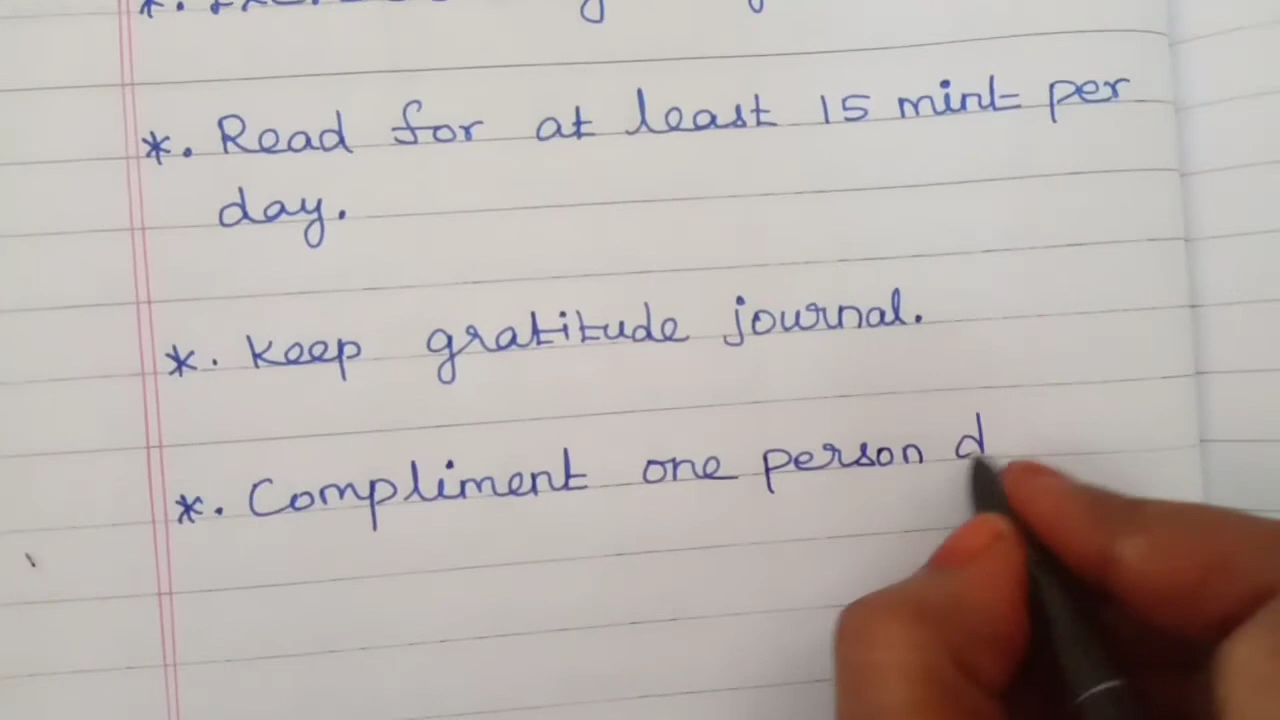 *. Read for at least 15 mint per
day.
*. Keep gratitude journal.
*. Compliment one person d